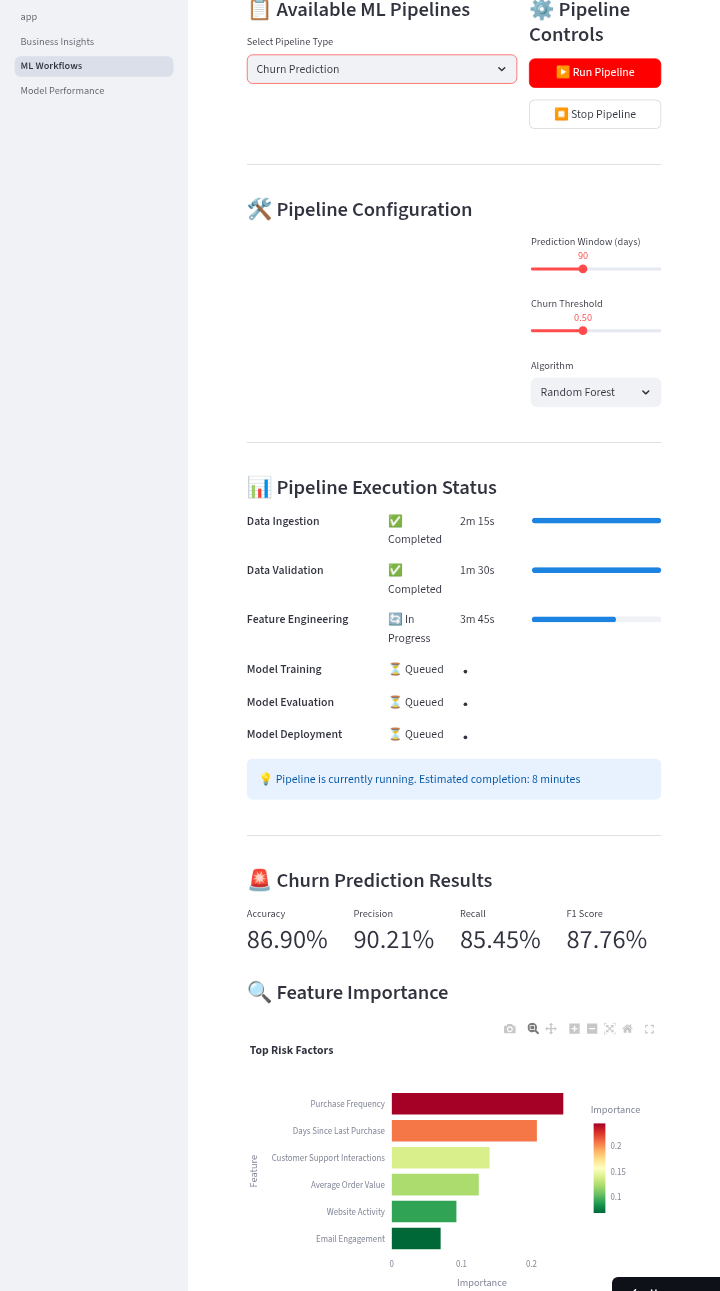 app
Business Insights
ML Workflows
Model Performance
📋 Available ML Pipelines
Select Pipeline Type
Churn Prediction
⚙️ Pipeline
Controls
▶️ Run Pipeline
⏹️ Stop Pipeline
🛠️ Pipeline Configuration
Prediction Window (days)
90
Churn Threshold
0.50
Algorithm
Random Forest
📊 Pipeline Execution Status
Data Ingestion
✅
Completed
2m 15s
Data Validation
✅
Completed
1m 30s
Feature Engineering
🔄 In
Progress
3m 45s
Model Training
⏳ Queued
•
Model Evaluation
⏳ Queued
•
Model Deployment
⏳ Queued
•
💡 Pipeline is currently running. Estimated completion: 8 minutes
🚨 Churn Prediction Results
Accuracy
86.90%
Precision
90.21%
Recall
85.45%
F1 Score
87.76%
🔍 Feature Importance
Top Risk Factors
Purchase Frequency
Days Since Last Purchase
Customer Support Interactions
Average Order Value
Website Activity
Email Engagement
Feature
0
0.1
0.2
Importance
Importance
0.2
0.15
0.1